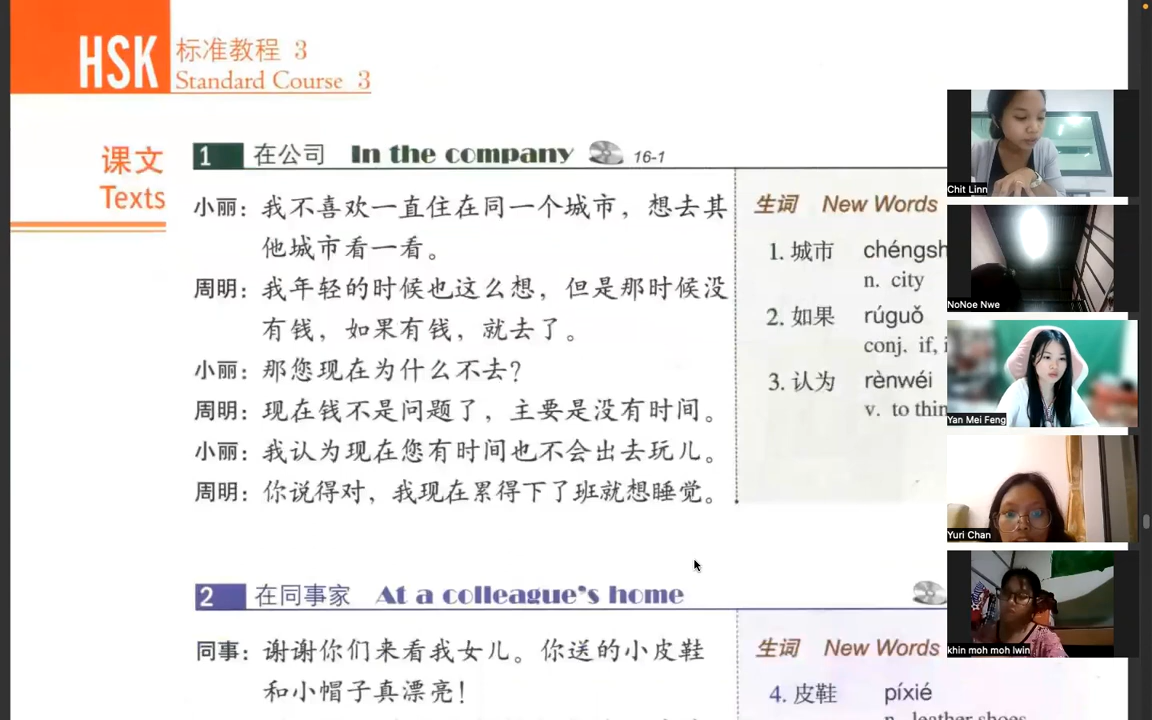 HSK 标准教程 3
Standard Course 3
课文
Texts
1 在公司 In the company 16-1
小丽：我不喜欢一直住在同一个城市，想去其
他城市看一看。
周明：我年轻的时候也这么想，但是那时候没
有钱，如果有钱，就去了。
小丽：那您现在为什么不去？
周明：现在钱不是问题了，主要是没有时间。
小丽：我认为现在您有时间也不会出去玩儿。
周明：你说得对，我现在累得下了班就想睡觉。
生词 New Words
1. 城市 chéngsh
n. city
2. 如果 rúguǒ
conj. if, i
3. 认为 rènwéi
v. to thin
2 在同事家 At a colleague's home
同事：谢谢你们来看我女儿。你送的小皮鞋
和小帽子真漂亮！
生词 New Words
4. 皮鞋 píxié
n. leather shoes
Chit Linn
NoNoe Nwe
Yan Mei Feng
Yuri Chan
khin moh moh lwin